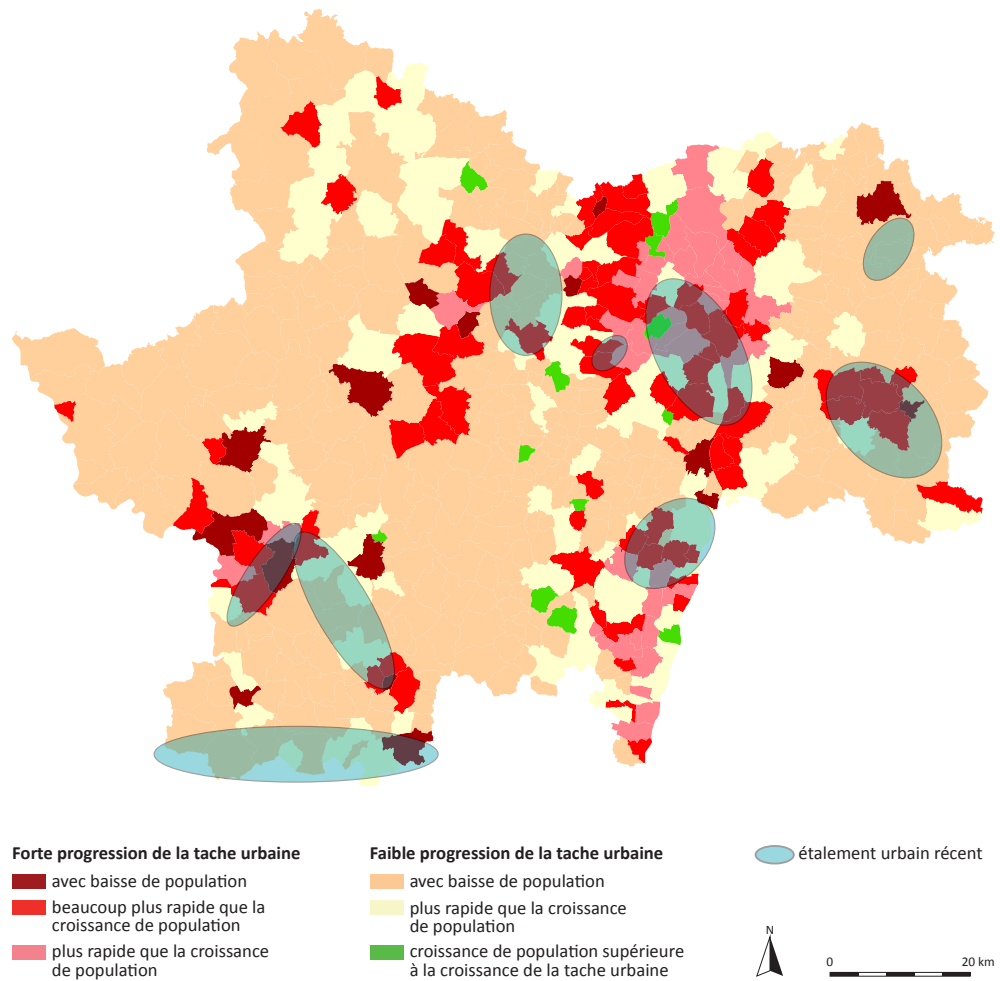 Forte progression de la tache urbaine
avec baisse de population
beaucoup plus rapide que la
croissance de population
plus rapide que la croissance
de population
Faible progression de la tache urbaine
avec baisse de population
plus rapide que la croissance
de population
croissance de population supérieure
à la croissance de la tache urbaine
étalement urbain récent
N
0 20 km